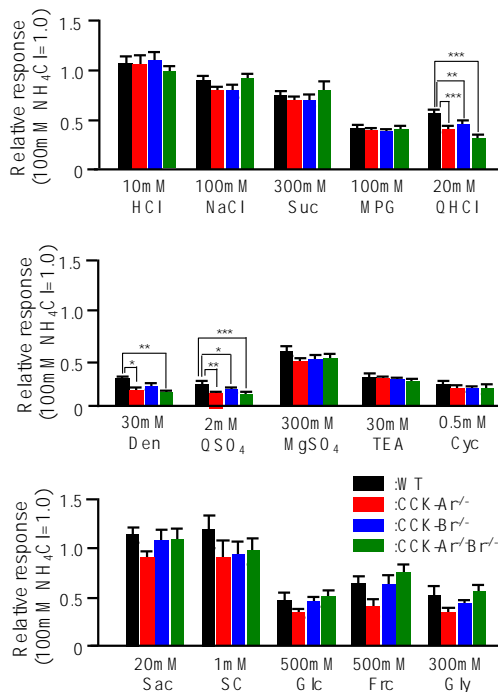 Relative response
(100mM NH₄Cl=1.0)
1.5
1.0
0.5
0
***
**
***
10mM 100mM 300mM 100mM 20mM
HCl NaCl Suc MPG QHCl
Relative response
(100mM NH₄Cl=1.0)
1.5
1.0
0.5
0
**
*
***
*
**
30mM 2mM 300mM 30mM 0.5mM
Den QSO₄ MgSO₄ TEA Cyc
Relative response
(100mM NH₄Cl=1.0)
1.5
1.0
0.5
0
:WT
:CCK-Ar⁄⁻
:CCK-Br⁄⁻
:CCK-Ar⁄⁻Br⁄⁻
20mM 1mM 500mM 500mM 300mM
Sac SC Glc Frc Gly